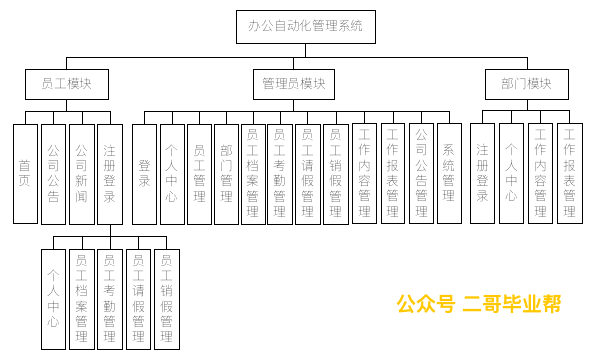 办公自动化管理系统
员工模块
管理员模块
部门模块
首页
公司公告
公司新闻
注册登录
登录
个人中心
员工管理
部门管理
员工档案管理
员工考勤管理
员工请假管理
员工销假管理
工作内容管理
工作报表管理
公司公告管理
系统管理
注册登录
个人中心
工作内容管理
工作报表管理
个人中心
员工档案管理
员工考勤管理
员工请假管理
员工销假管理
公众号 二哥毕业帮